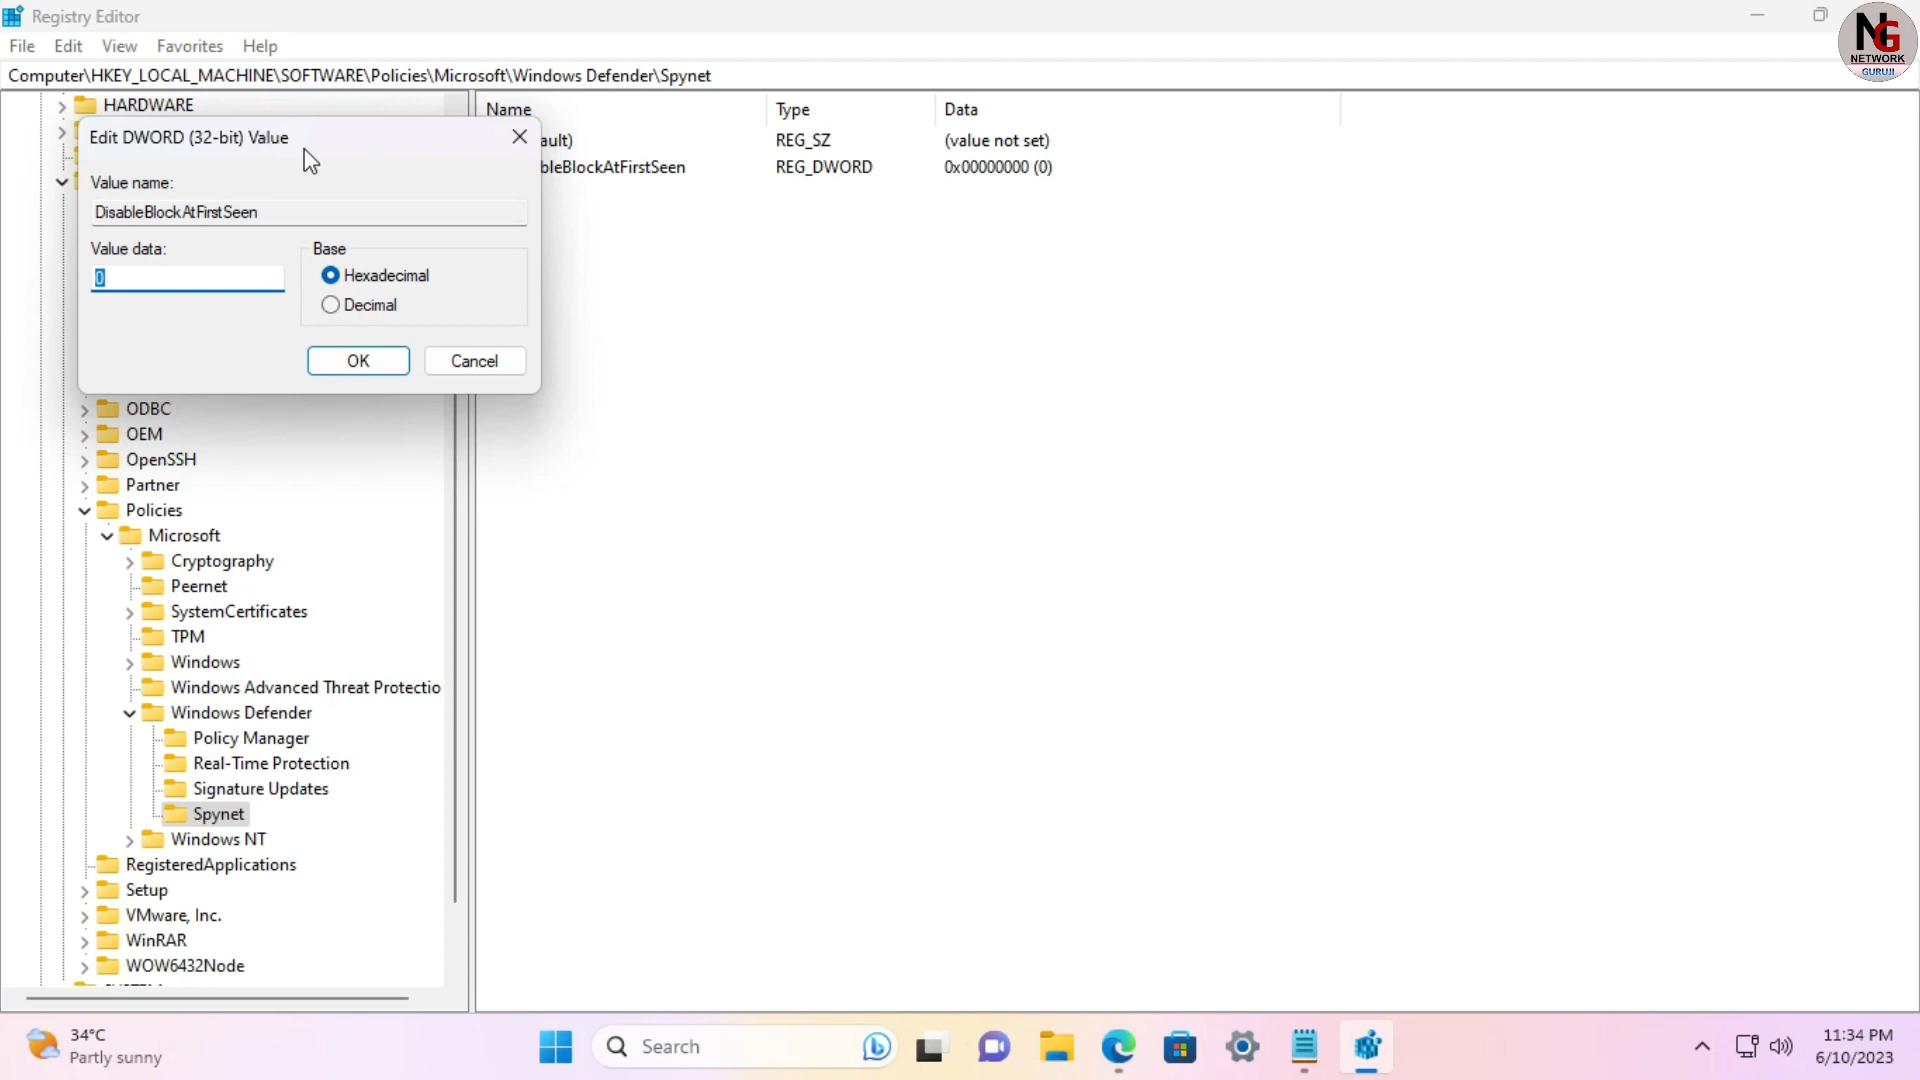 Registry Editor
File Edit View Favorites Help
NG
NETWORK
GURUJI
Computer\HKEY_LOCAL_MACHINE\SOFTWARE\Policies\Microsoft\Windows Defender\Spynet
HARDWARE
Name Type Data
ault) REG_SZ (value not set)
bleBlockAtFirstSeen REG_DWORD 0x00000000 (0)
Edit DWORD (32-bit) Value
Value name:
DisableBlockAtFirstSeen
Value data:
0
Base
Hexadecimal
Decimal
OK Cancel
ODBC
OEM
OpenSSH
Partner
Policies
Microsoft
Cryptography
Peernet
SystemCertificates
TPM
Windows
Windows Advanced Threat Protectio
Windows Defender
Policy Manager
Real-Time Protection
Signature Updates
Spynet
Windows NT
RegisteredApplications
Setup
VMware, Inc.
WinRAR
WOW6432Node
34°C
Partly sunny
Search
11:34 PM
6/10/2023